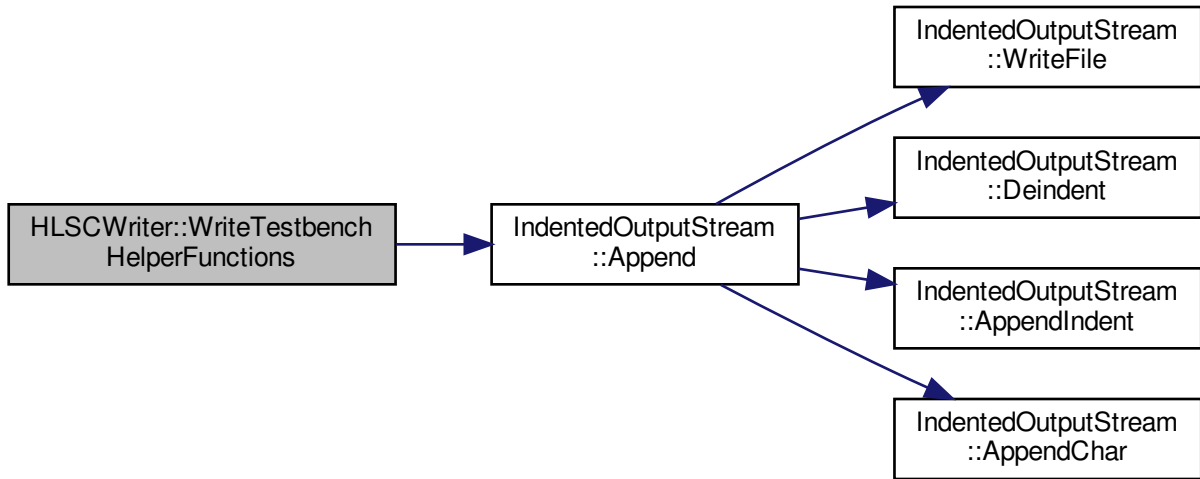 HLSCWriter::WriteTestbench
HelperFunctions
IndentedOutputStream
::Append
IndentedOutputStream
::WriteFile
IndentedOutputStream
::Deindent
IndentedOutputStream
::AppendIndent
IndentedOutputStream
::AppendChar